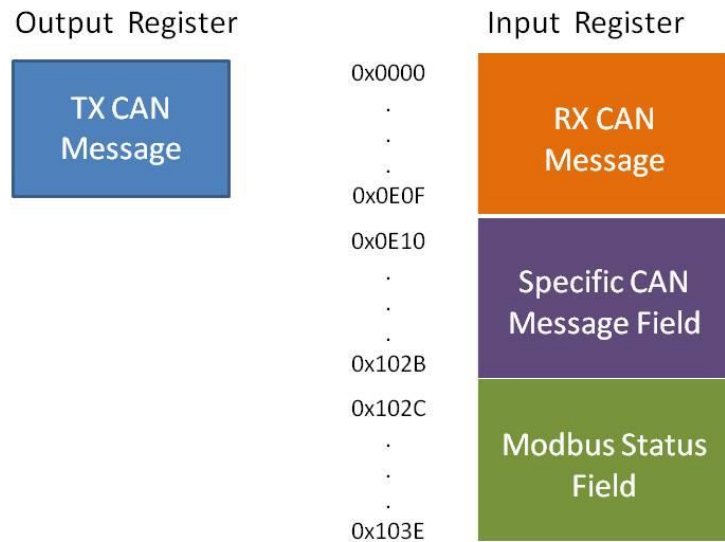 Output Register
Input Register
TX CAN
Message
0x0000
.
.
.
0x0E0F
RX CAN
Message
0x0E10
.
.
.
0x102B
Specific CAN
Message Field
0x102C
.
.
.
0x103E
Modbus Status
Field